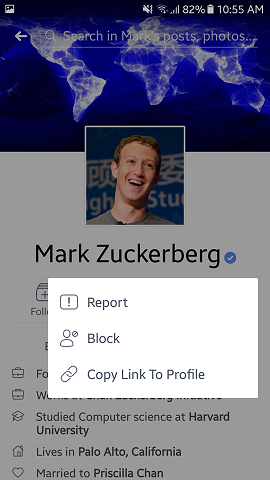 82% 10:55 AM
Search in Mark's posts, photos...
Mark Zuckerberg
Report
Follo
Block
Fo
Copy Link To Profile
Works at Chan Zuckerberg Initiative
Studied Computer science at Harvard
University
Lives in Palo Alto, California
Married to Priscilla Chan